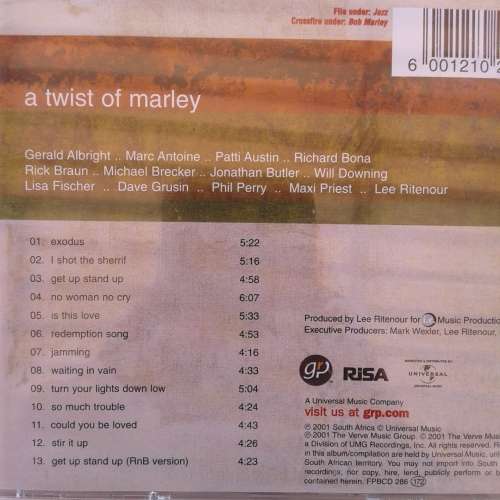 File under: Jazz
Crossfire under: Bob Marley
6 001210 2
a twist of marley
Gerald Albright .. Marc Antoine .. Patti Austin .. Richard Bona
Rick Braun .. Michael Brecker .. Jonathan Butler .. Will Downing
Lisa Fischer .. Dave Grusin .. Phil Perry .. Maxi Priest .. Lee Ritenour
01. exodus 5:22
02. I shot the sherrif 5:16
03. get up stand up 4:58
04. no woman no cry 6:07
05. is this love 5:33
06. redemption song 4:53
07. jamming 4:16
08. waiting in vain 4:33
09. turn your lights down low 5:04
10. so much trouble 4:24
11. could you be loved 4:43
12. stir it up 4:26
13. get up stand up (RnB version) 4:23
Produced by Lee Ritenour for Music Production
Executive Producers: Mark Wexler, Lee Ritenour,
grp RISA
UNIVERSAL
A Universal Music Company
visit us at grp.com
℗ 2001 South Africa © Universal Music
℗ 2001 The Verve Music Group. © 2001 The Verve Mus
a division of UMG Recordings, Inc. All rights reserved. R
in this album/compilation are held by Universal Music, unle
South African territory. You may not import into South
recordings, nor copy, hire, lend, publicly perform or b
its content. FPBCD 286 172